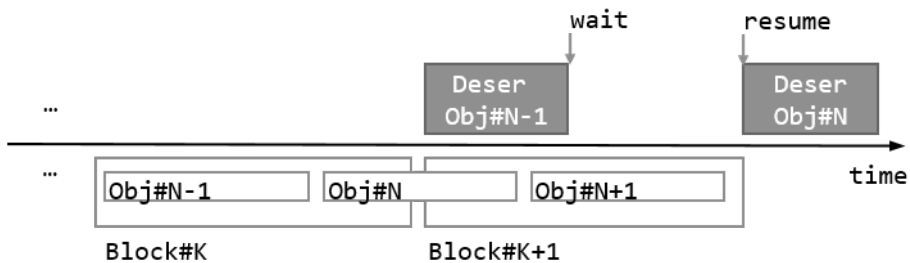 wait
resume
Deser
Obj#N-1
Deser
Obj#N
…
…
time
Obj#N-1
Obj#N
Obj#N+1
Block#K
Block#K+1